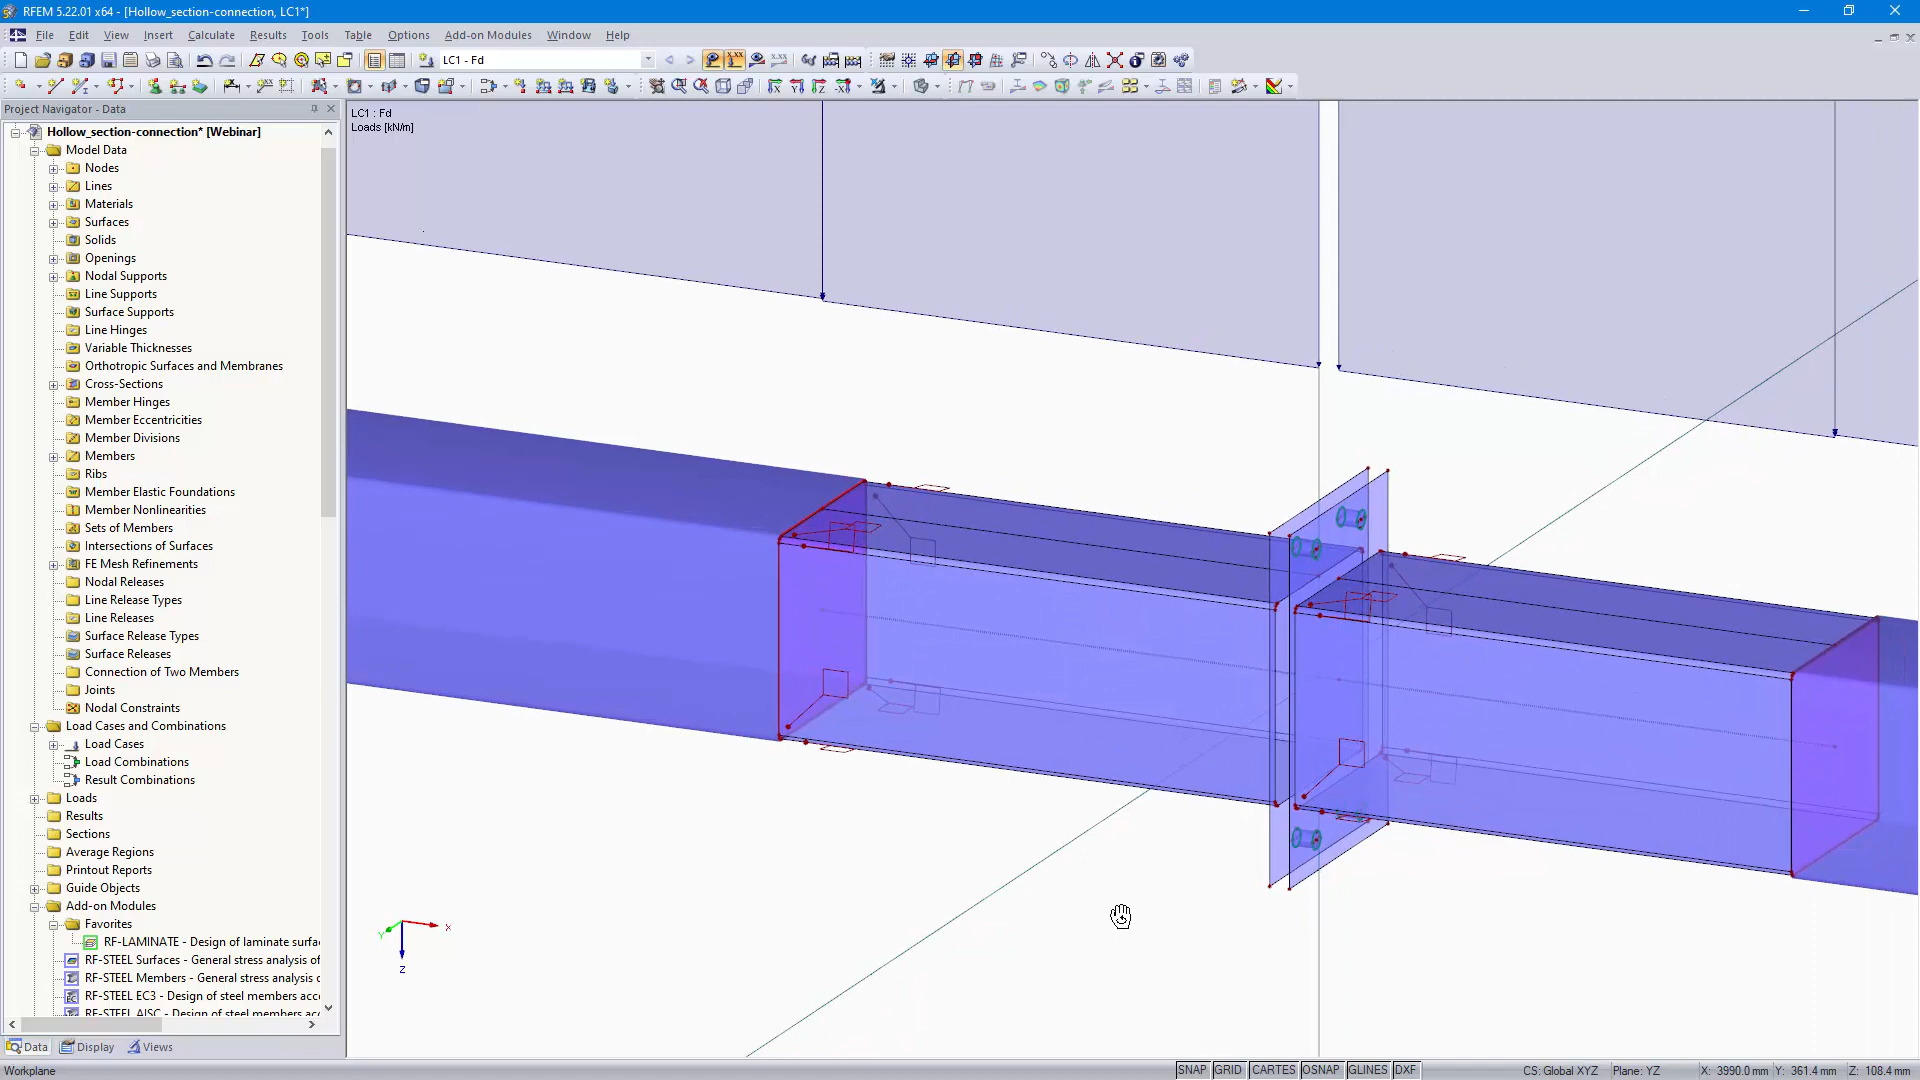 RFEM 5.22.01 x64 - [Hollow_section-connection, LC1*]
File Edit View Insert Calculate Results Tools Table Options Add-on Modules Window Help
LC1 - Fd
Project Navigator - Data
Hollow_section-connection* [Webinar]
Model Data
Nodes
Lines
Materials
Surfaces
Solids
Openings
Nodal Supports
Line Supports
Surface Supports
Line Hinges
Variable Thicknesses
Orthotropic Surfaces and Membranes
Cross-Sections
Member Hinges
Member Eccentricities
Member Divisions
Members
Ribs
Member Elastic Foundations
Member Nonlinearities
Sets of Members
Intersections of Surfaces
FE Mesh Refinements
Nodal Releases
Line Release Types
Line Releases
Surface Release Types
Surface Releases
Connection of Two Members
Joints
Nodal Constraints
Load Cases and Combinations
Load Cases
Load Combinations
Result Combinations
Loads
Results
Sections
Average Regions
Printout Reports
Guide Objects
Add-on Modules
Favorites
RF-LAMINATE - Design of laminate surfa
RF-STEEL Surfaces - General stress analysis of
RF-STEEL Members - General stress analysis o
RF-STEEL EC3 - Design of steel members acc
RF-STEEL AISC - Design of steel members ac
Data Display Views
LC1 : Fd
Loads [kN/m]
X
Y
Z
Workplane
SNAP GRID CARTES OSNAP GLINES DXF
CS: Global XYZ Plane: YZ X: 3990.0 mm Y: 361.4 mm Z: 108.4 mm